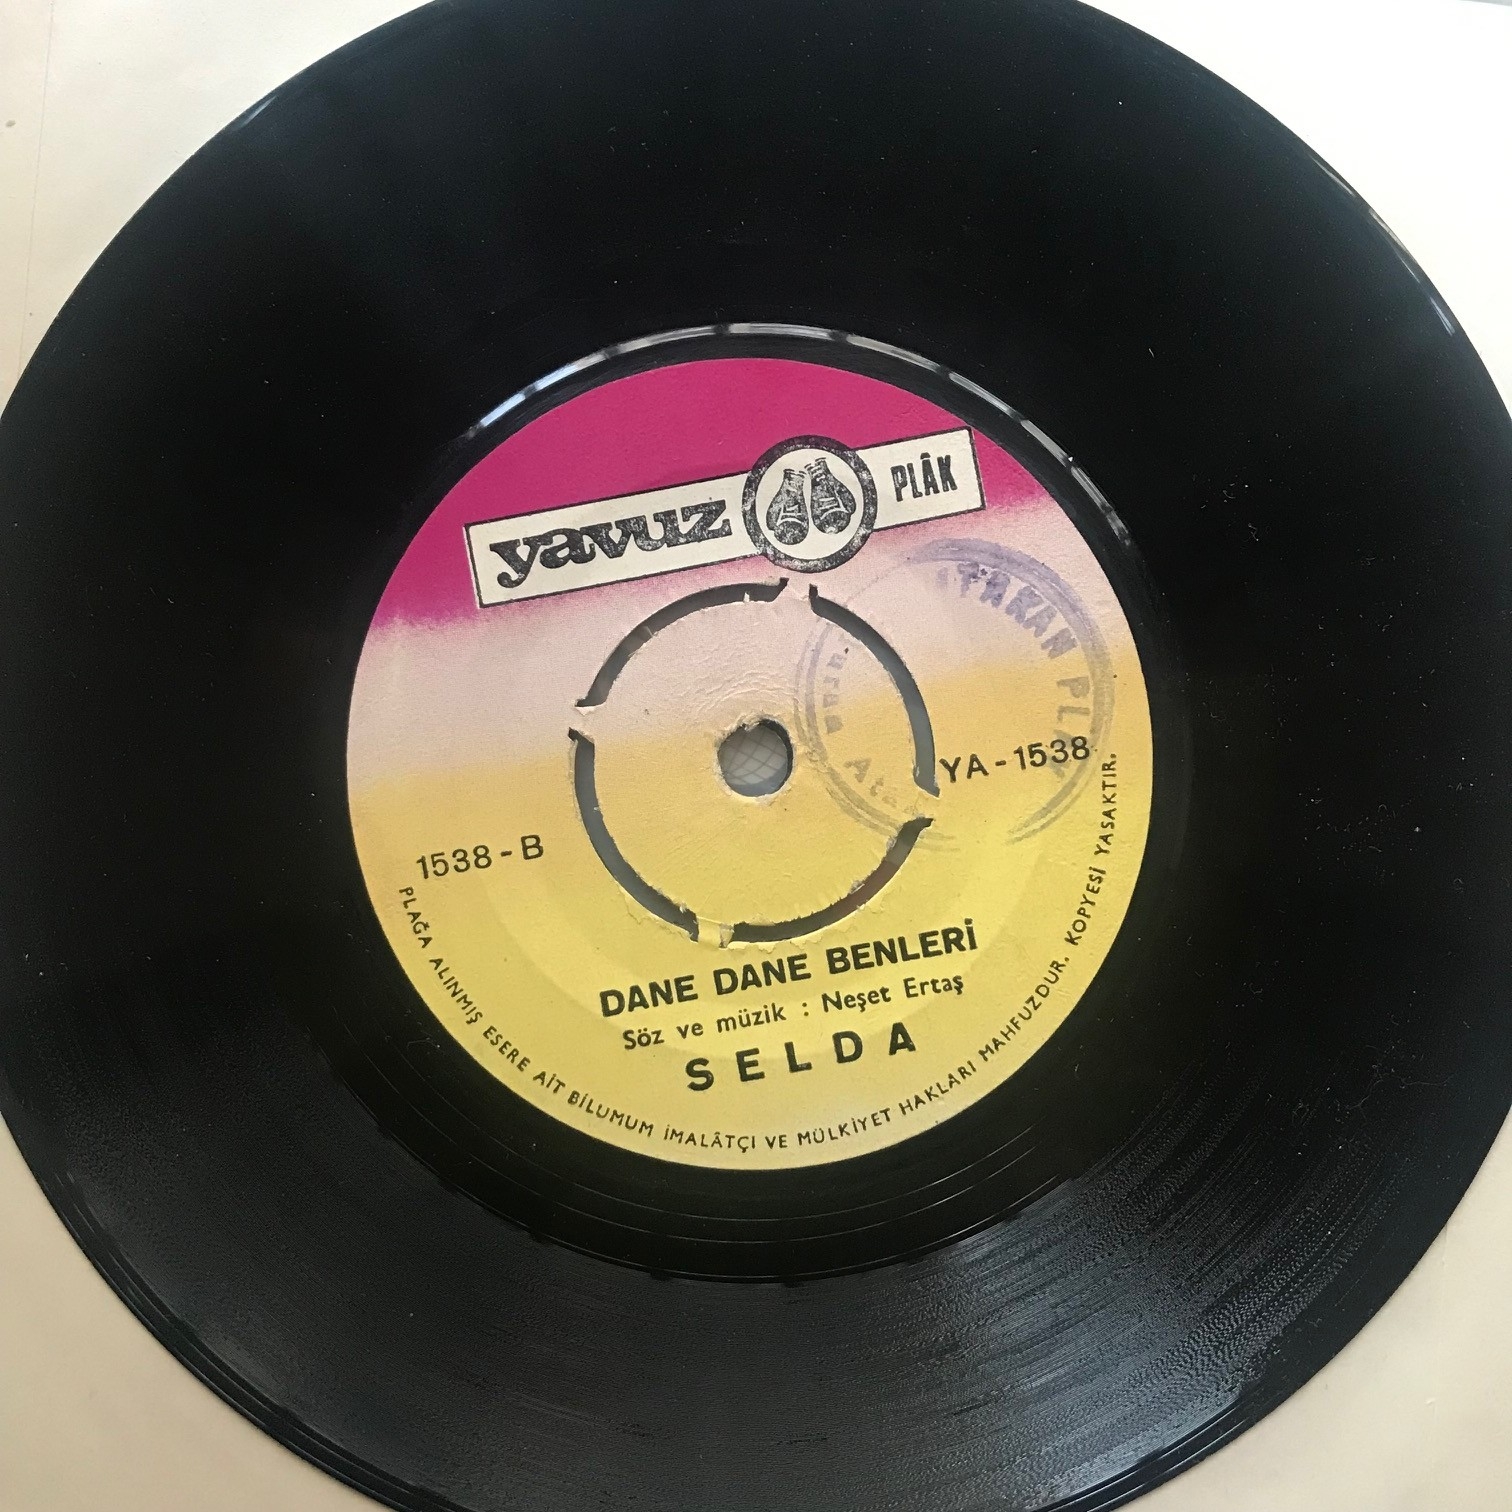 yavuz PLÂK
YA-1538
1538-B
DANE DANE BENLERİ
Söz ve müzik : Neşet Ertaş
SELDA
PLAĞA ALINMIŞ ESERE AİT BİLUMUM İMALÂTÇI VE MÜLKİYET HAKLARI MAHFUZDUR. KOPYESİ YASAKTIR.